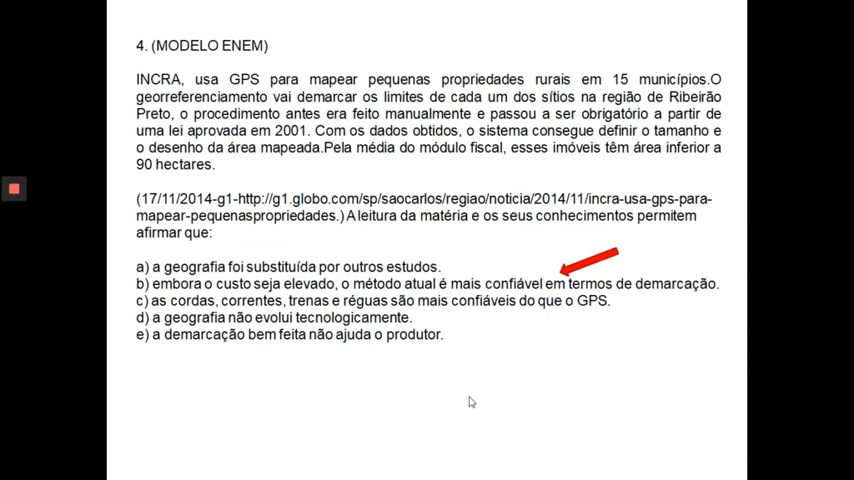 4. (MODELO ENEM)
INCRA, usa GPS para mapear pequenas propriedades rurais em 15 municípios.O
georreferenciamento vai demarcar os limites de cada um dos sítios na região de Ribeirão
Preto, o procedimento antes era feito manualmente e passou a ser obrigatório a partir de
uma lei aprovada em 2001. Com os dados obtidos, o sistema consegue definir o tamanho e
o desenho da área mapeada.Pela média do módulo fiscal, esses imóveis têm área inferior a
90 hectares.
(17/11/2014-g1-http://g1.globo.com/sp/saocarlos/regiao/noticia/2014/11/incra-usa-gps-para-
mapear-pequenaspropriedades.) A leitura da matéria e os seus conhecimentos permitem
afirmar que:
a) a geografia foi substituída por outros estudos.
b) embora o custo seja elevado, o método atual é mais confiável em termos de demarcação.
c) as cordas, correntes, trenas e réguas são mais confiáveis do que o GPS.
d) a geografia não evolui tecnologicamente.
e) a demarcação bem feita não ajuda o produtor.